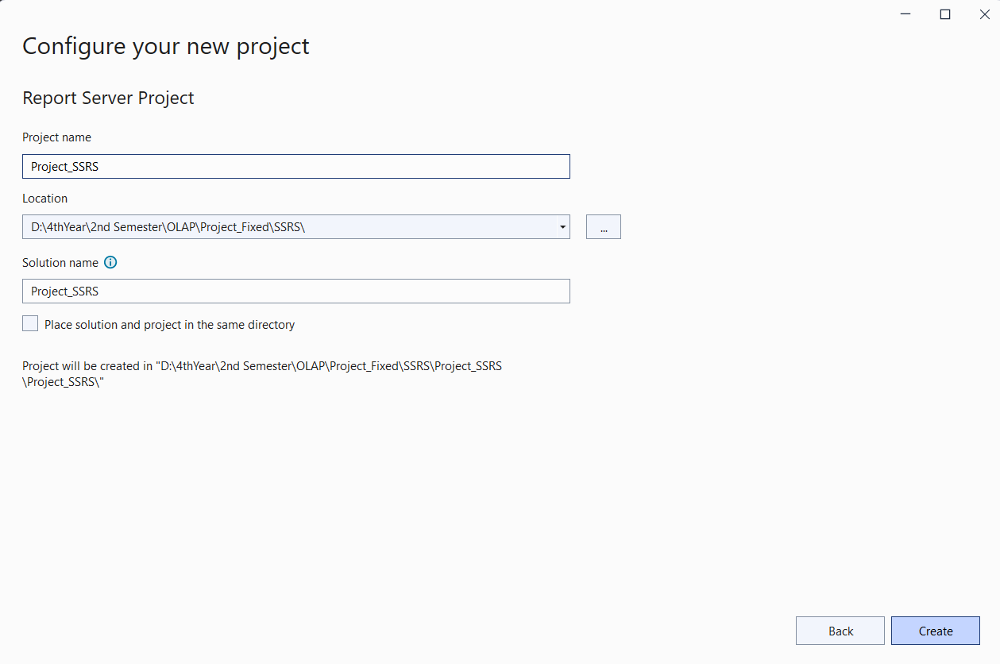 Configure your new project
Report Server Project
Project name
Project_SSRS
Location
D:\4thYear\2nd Semester\OLAP\Project_Fixed\SSRS\
...
Solution name
Project_SSRS
Place solution and project in the same directory
Project will be created in "D:\4thYear\2nd Semester\OLAP\Project_Fixed\SSRS\Project_SSRS
\Project_SSRS\"
Back
Create